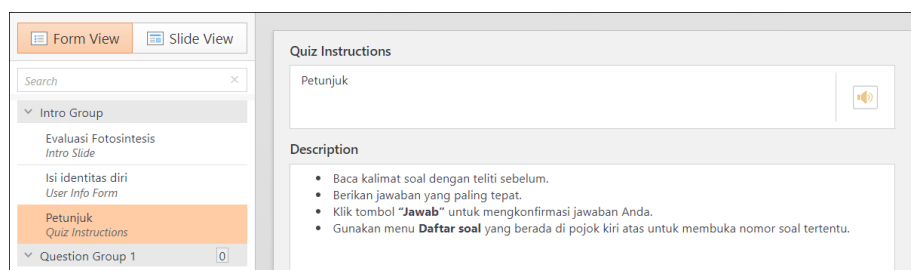 Form View
Slide View
Search
Intro Group
Evaluasi Fotosintesis
Intro Slide
Isi identitas diri
User Info Form
Petunjuk
Quiz Instructions
Question Group 1
0
Quiz Instructions
Petunjuk
Description
Baca kalimat soal dengan teliti sebelum.
Berikan jawaban yang paling tepat.
Klik tombol “Jawab” untuk mengkonfirmasi jawaban Anda.
Gunakan menu Daftar soal yang berada di pojok kiri atas untuk membuka nomor soal tertentu.